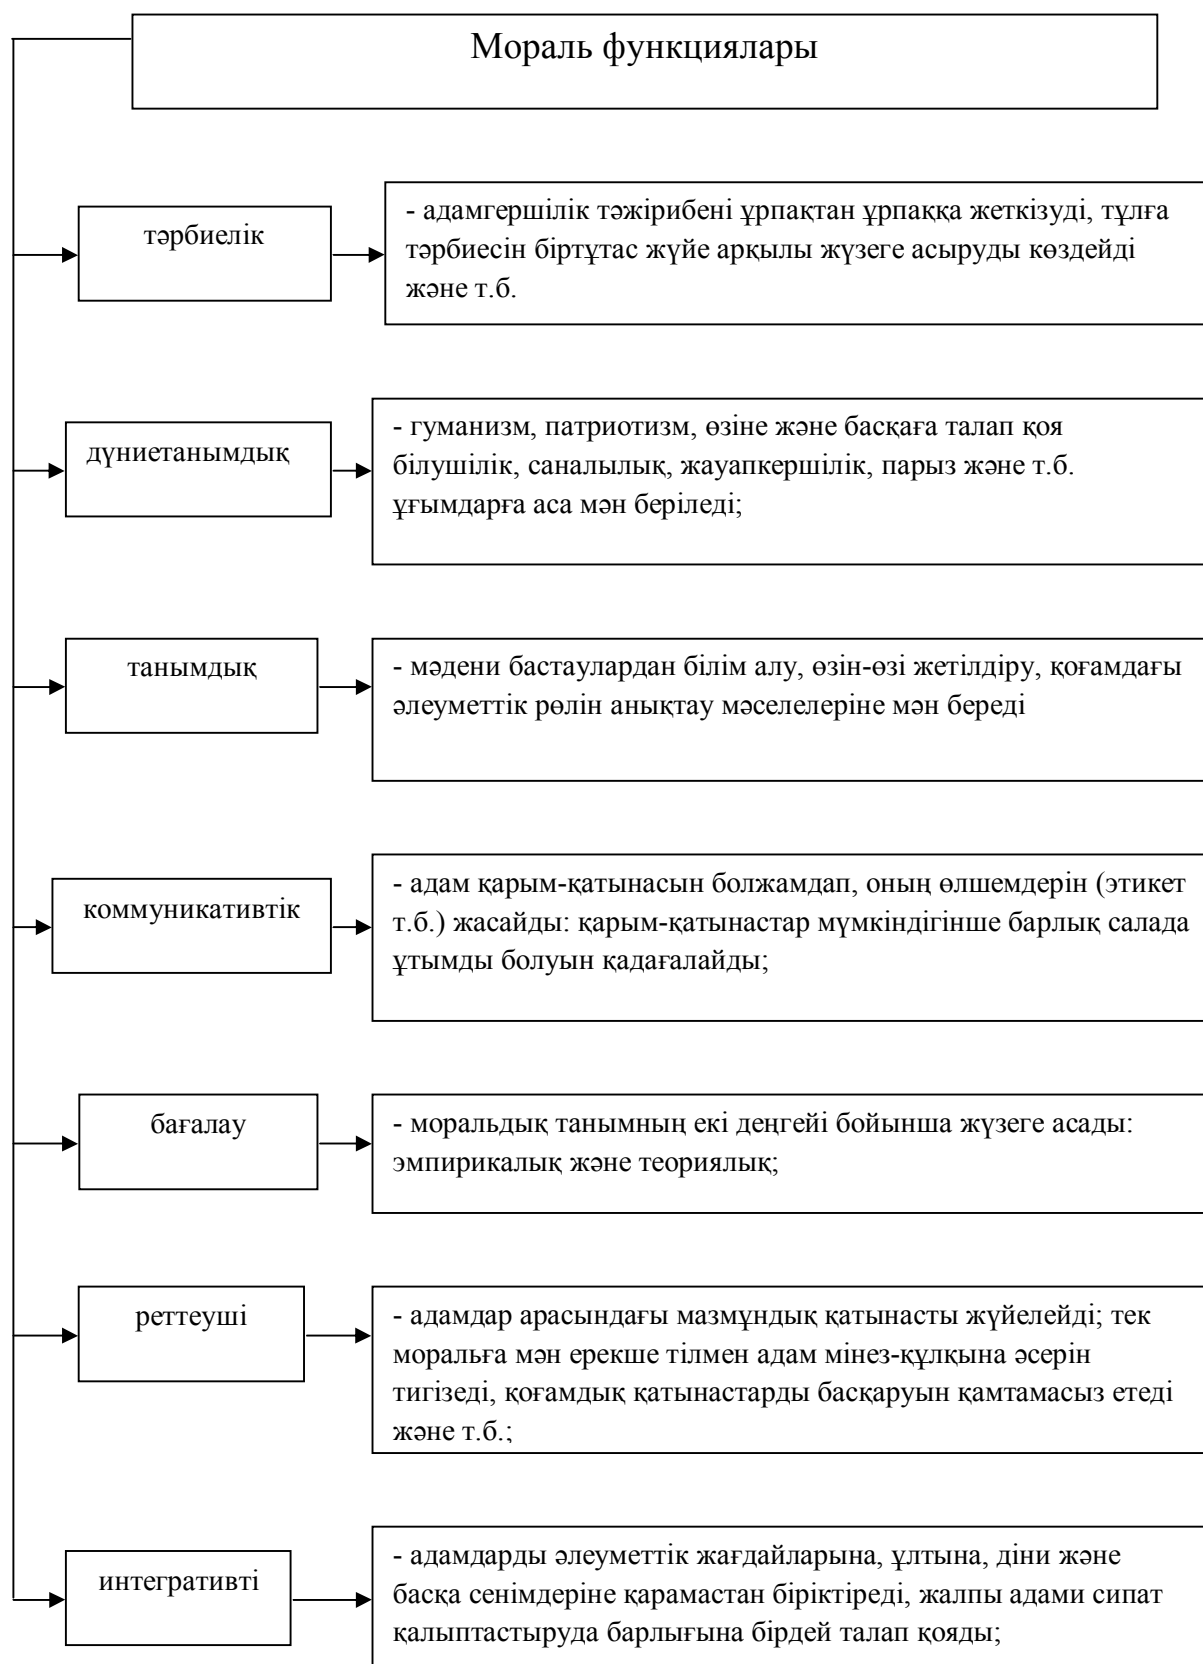 Мораль функциялары
тәрбиелік
- адамгершілік тәжірибені ұрпақтан ұрпаққа жеткізуді, тұлға
тәрбиесін біртұтас жүйе арқылы жүзеге асыруды көздейді
және т.б.
дүниетанымдық
- гуманизм, патриотизм, өзіне және басқаға талап қоя
білушілік, саналылық, жауапкершілік, парыз және т.б.
ұғымдарға аса мән беріледі;
танымдық
- мәдени бастаулардан білім алу, өзін-өзі жетілдіру, қоғамдағы
әлеуметтік рөлін анықтау мәселелеріне мән береді
коммуникативтік
- адам қарым-қатынасын болжамдап, оның өлшемдерін (этикет
т.б.) жасайды: қарым-қатынастар мүмкіндігінше барлық салада
ұтымды болуын қадағалайды;
бағалау
- моральдық танымның екі деңгейі бойынша жүзеге асады:
эмпирикалық және теориялық;
реттеуші
- адамдар арасындағы мазмұндық қатынасты жүйелейді; тек
моральға мән ерекше тілмен адам мінез-құлқына әсерін
тигізеді, қоғамдық қатынастарды басқаруын қамтамасыз етеді
және т.б.;
интегративті
- адамдарды әлеуметтік жағдайларына, ұлтына, діни және
басқа сенімдеріне қарамастан біріктіреді, жалпы адами сипат
қалыптастыруда барлығына бірдей талап қояды;